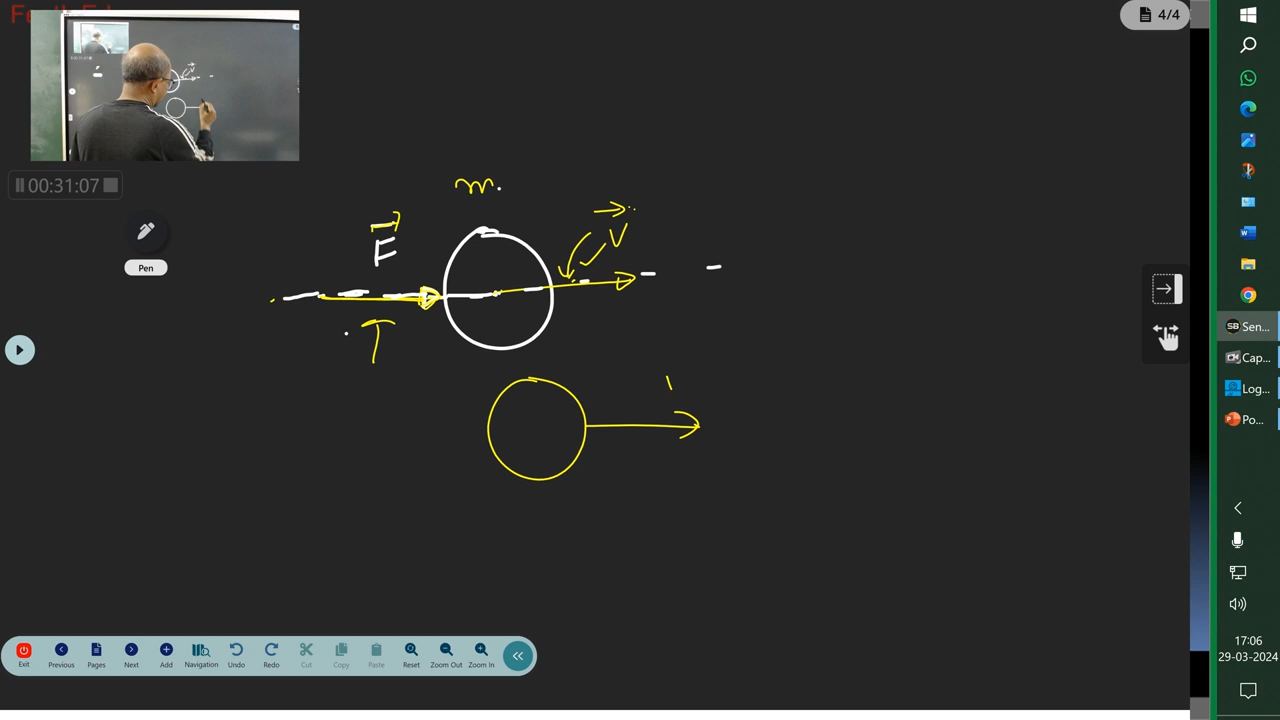 4/4
00:31:07
m.
V
F
Pen
T
Exit
Previous
Pages
Next
Add
Navigation
Undo
Redo
Cut
Copy
Paste
Reset
Zoom Out
Zoom In
Sen...
Cap...
Log...
Po...
17:06
29-03-2024